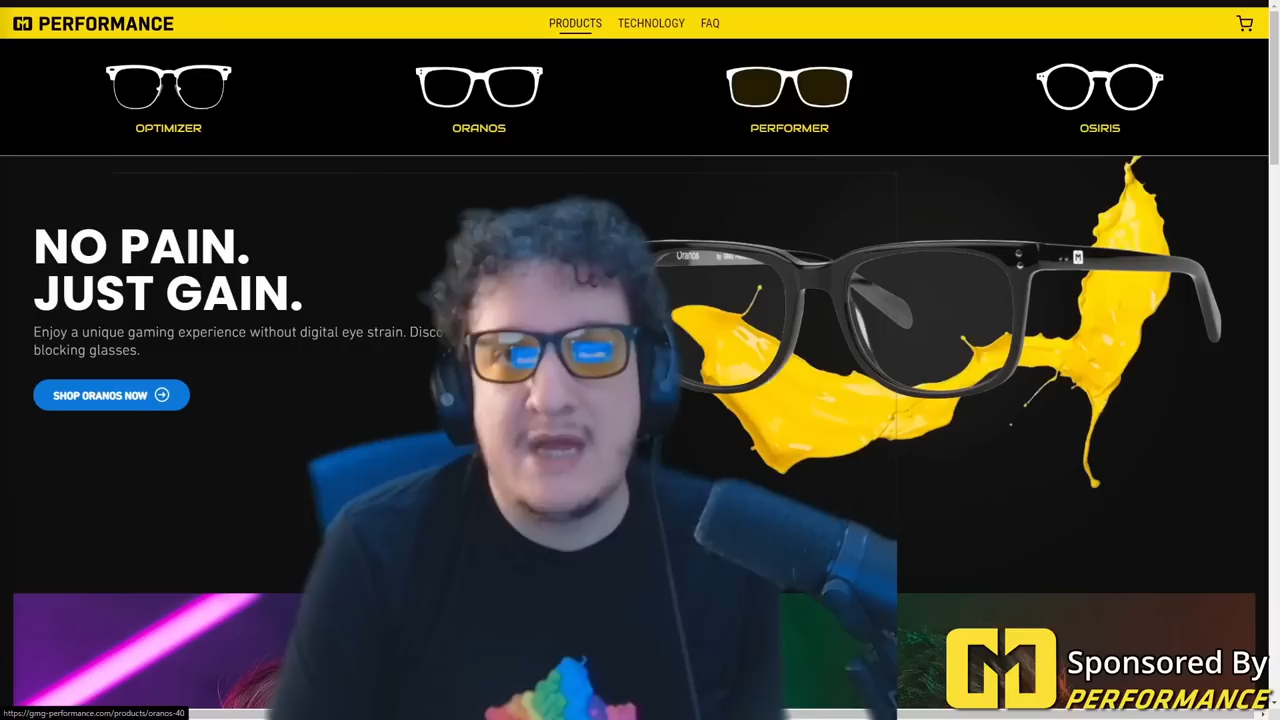 PERFORMANCE
PRODUCTS
TECHNOLOGY
FAQ
OPTIMIZER
ORANOS
PERFORMER
OSIRIS
NO PAIN.
JUST GAIN.
Enjoy a unique gaming experience without digital eye strain.
blocking glasses.
SHOP ORANOS NOW
Oranos
Sponsored By
PERFORMANCE
https://gmg-performance.com/products/oranos-40